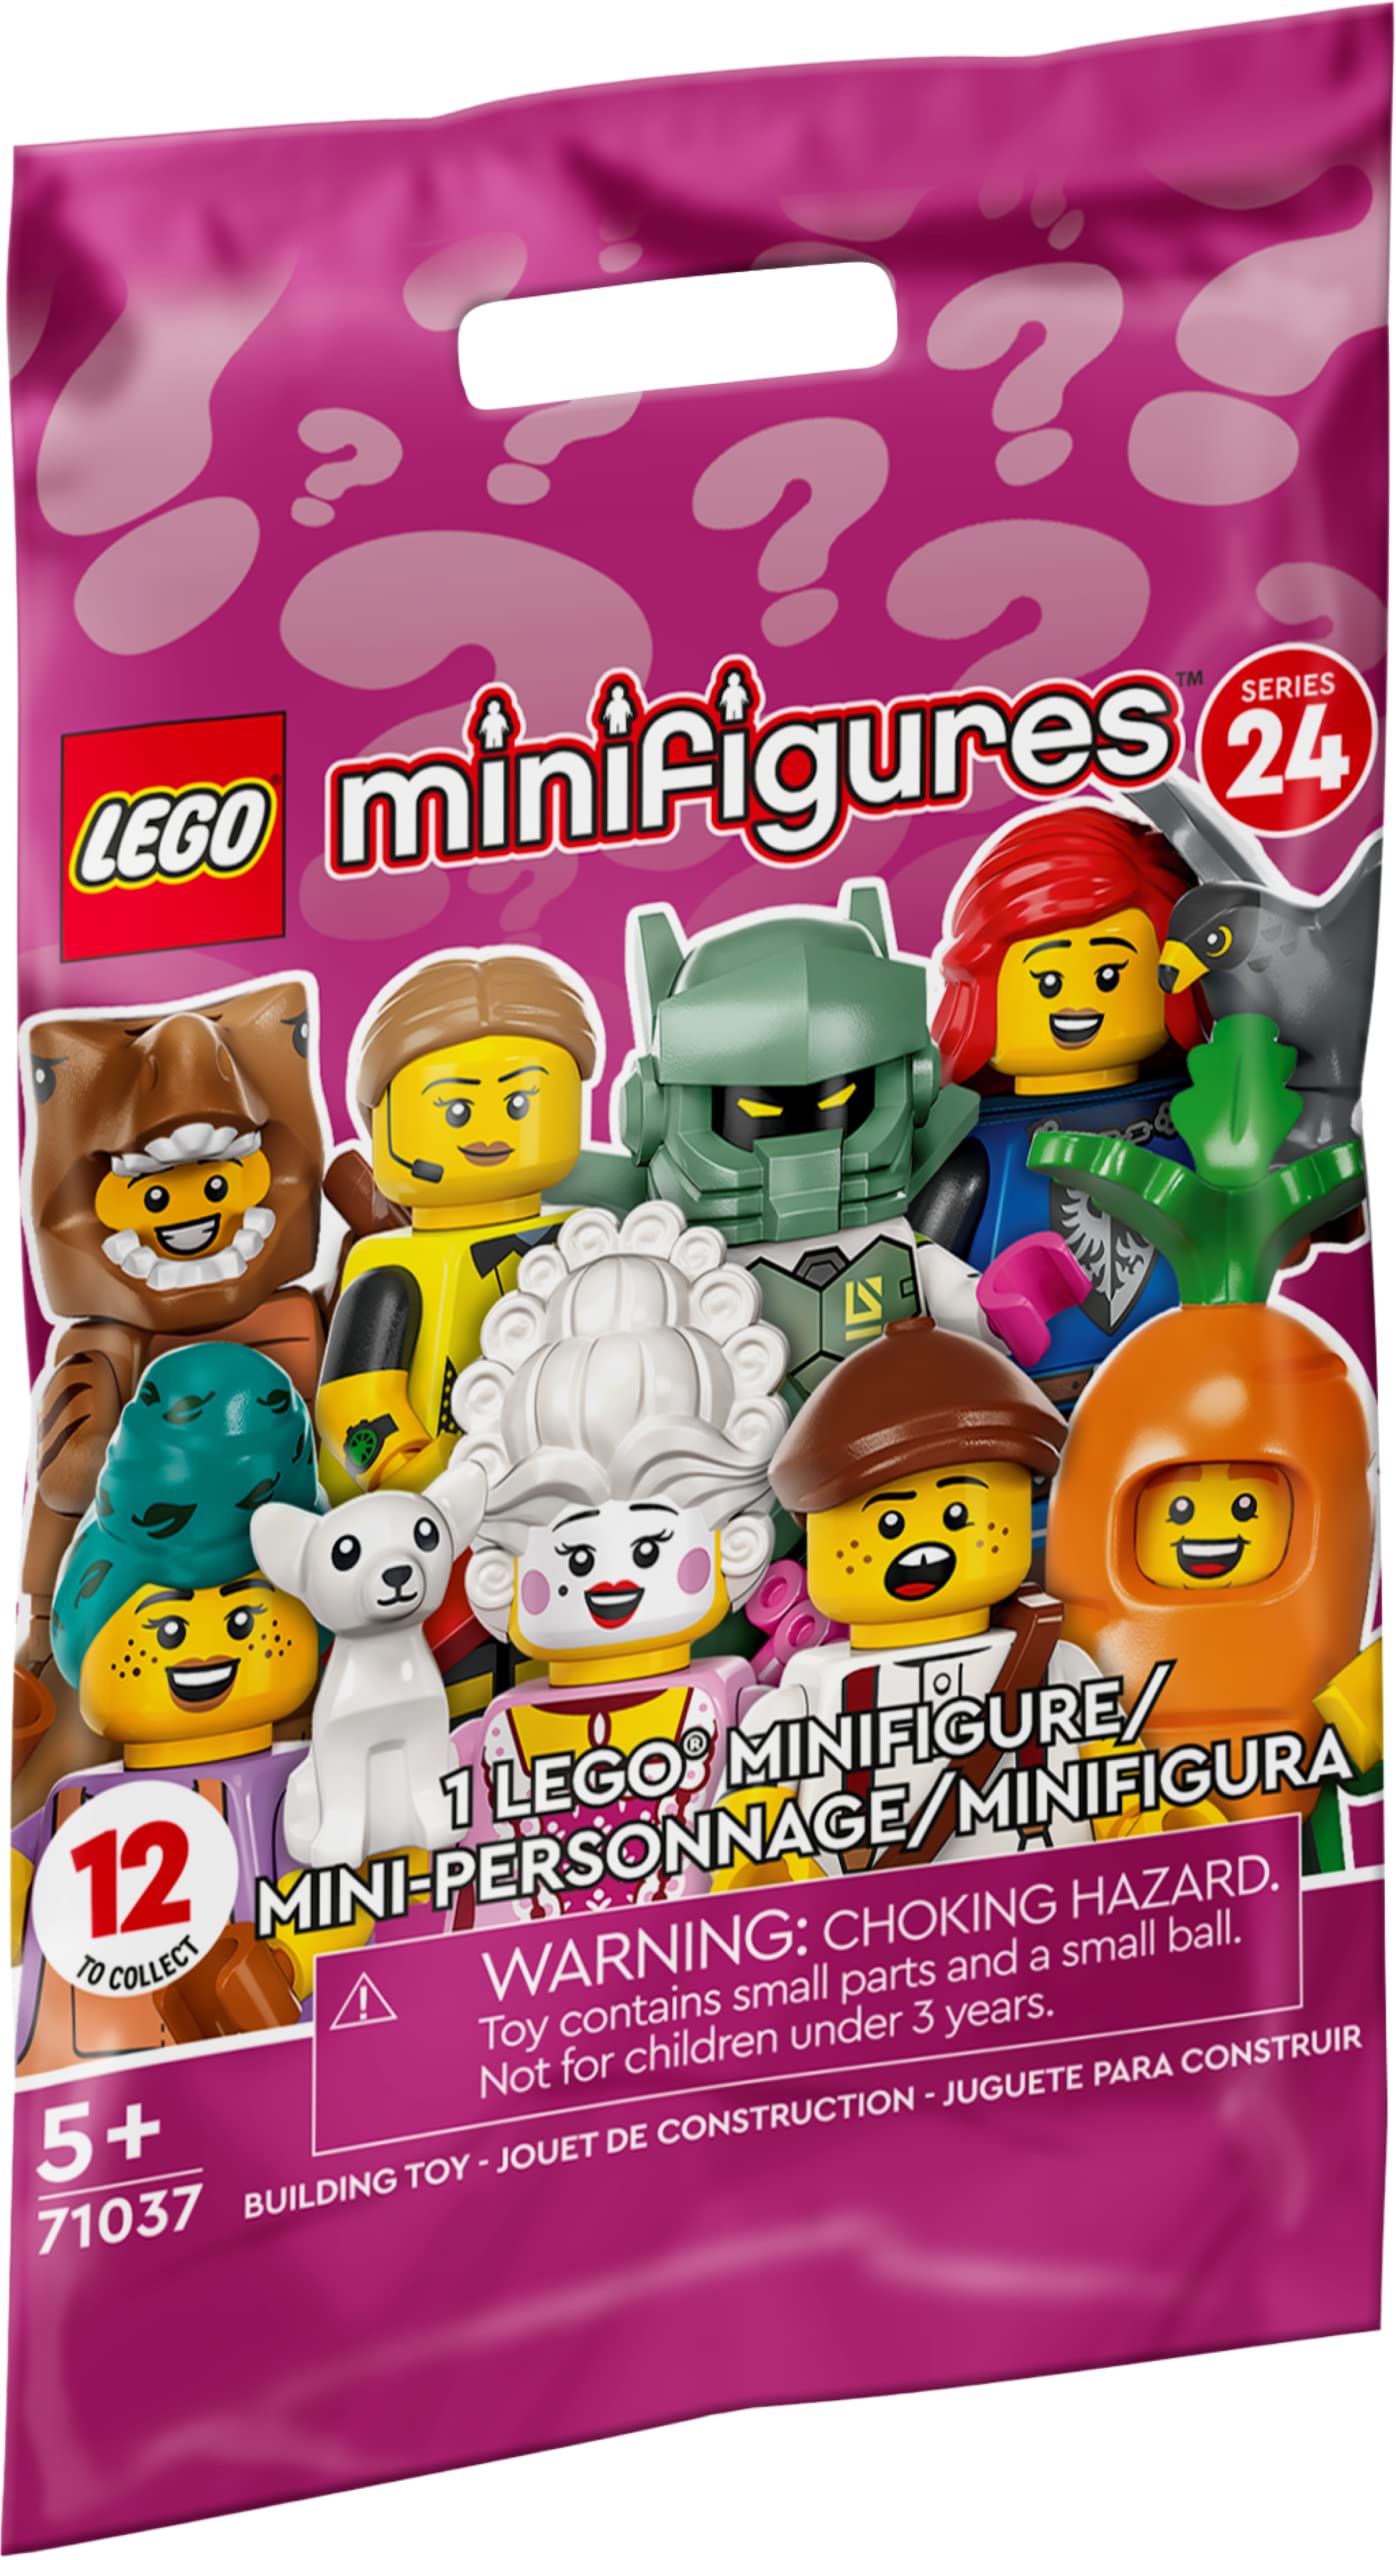 LEGO®
minifigures™
SERIES
24
1 LEGO® MINIFIGURE/
MINI-PERSONNAGE/MINIFIGURA
12
TO COLLECT
WARNING: CHOKING HAZARD.
Toy contains small parts and a small ball.
Not for children under 3 years.
5+
71037
BUILDING TOY - JOUET DE CONSTRUCTION - JUGUETE PARA CONSTRUIR